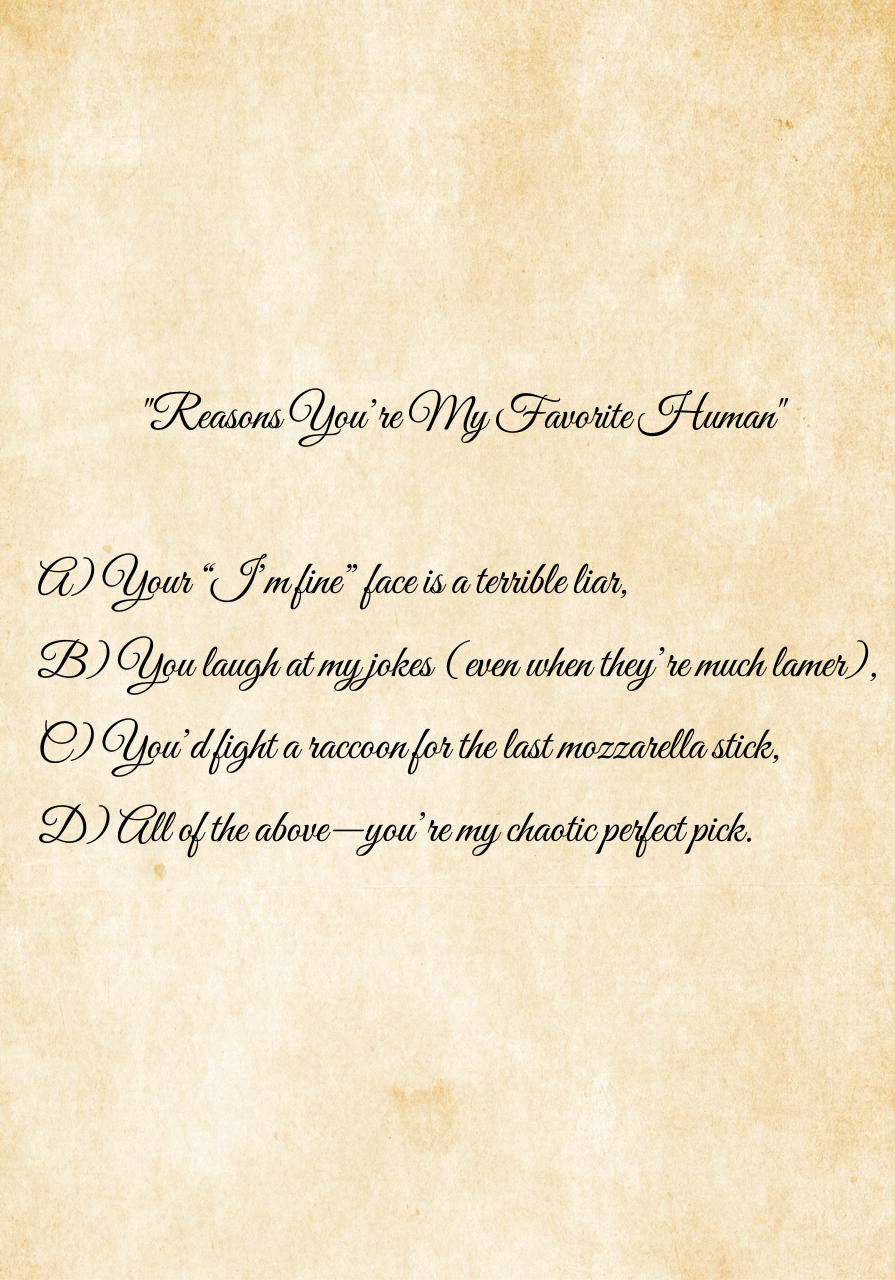 "Reasons You’re My Favorite Human"
A) Your “I’m fine” face is a terrible liar,
B) You laugh at my jokes (even when they’re much lamer),
C) You’d fight a raccoon for the last mozzarella stick,
D) All of the above—you’re my chaotic perfect pick.